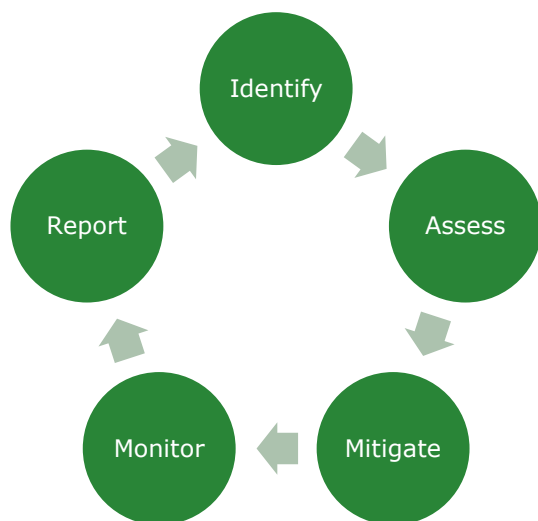 Identify
Assess
Mitigate
Monitor
Report